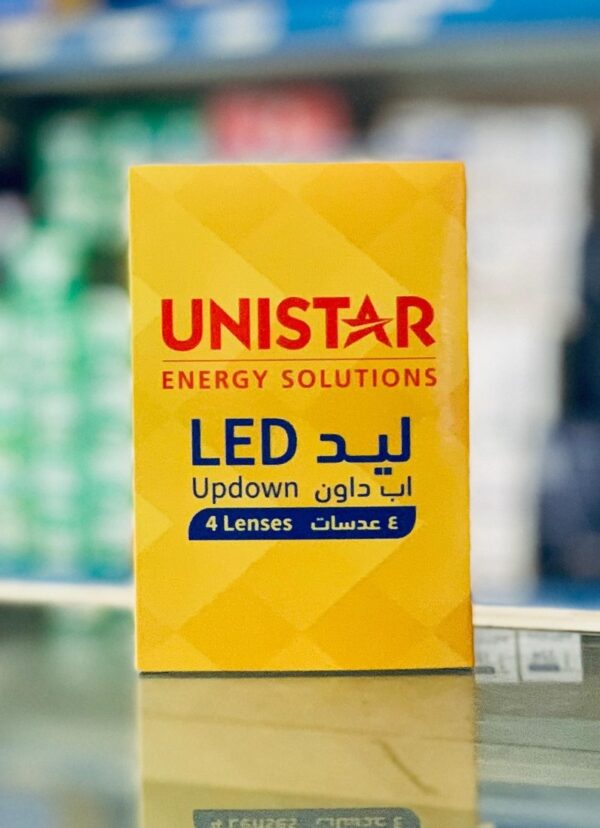 UNISTAR
ENERGY SOLUTIONS
LED ليد
Updown اب داون
4 Lenses ٤ عدسات